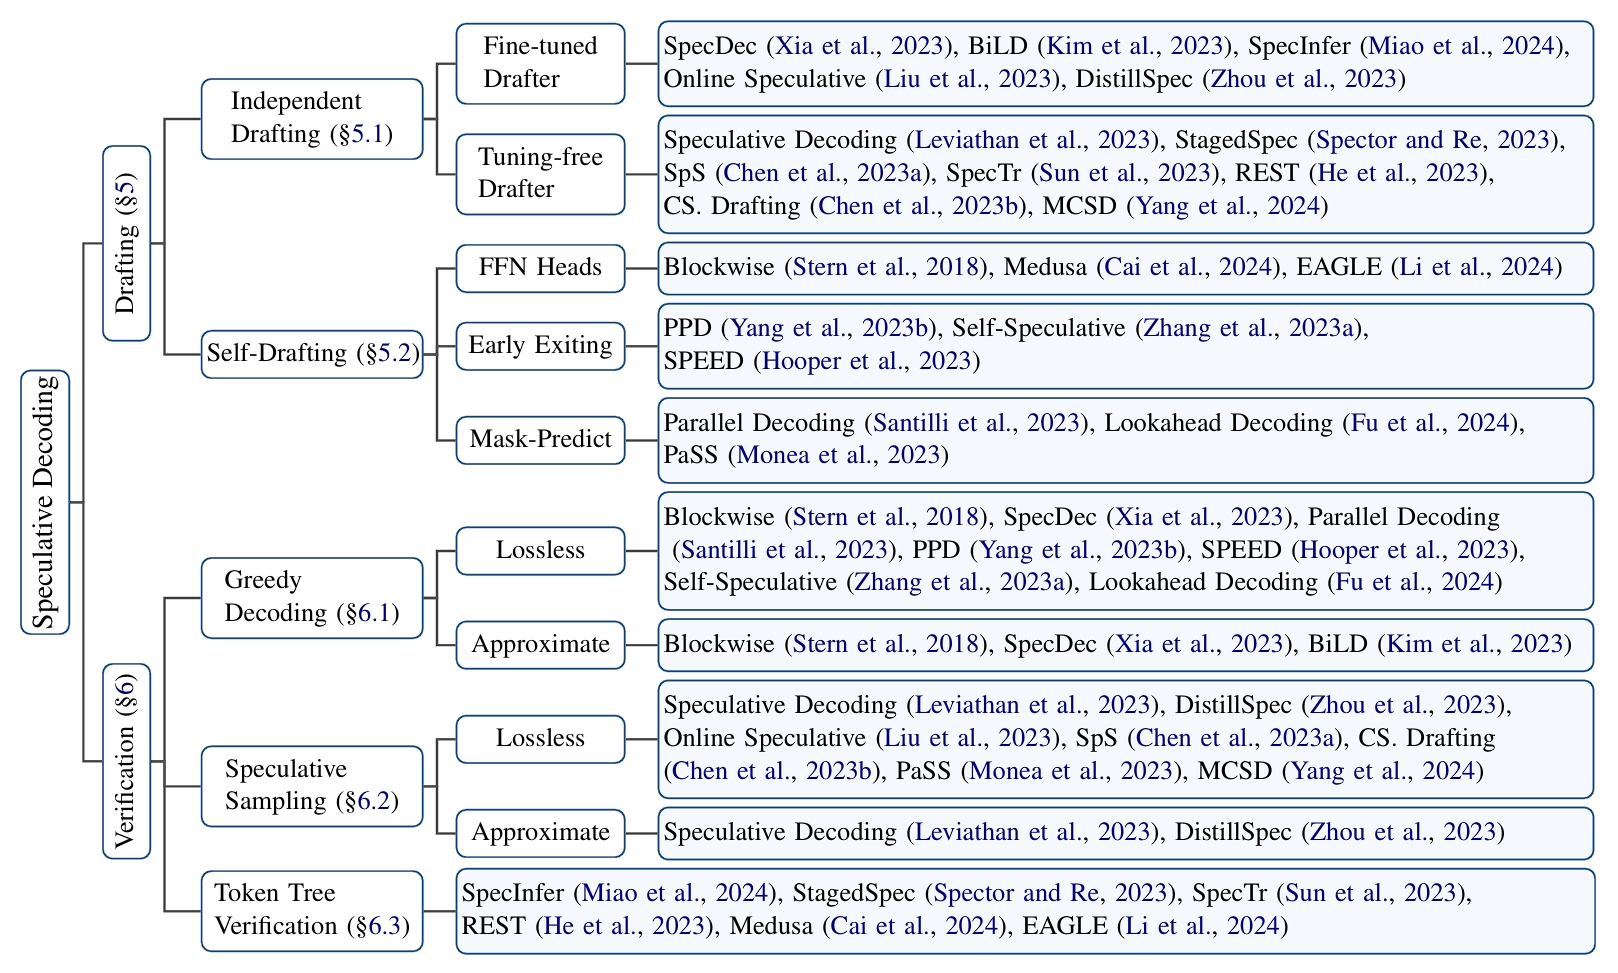 Speculative Decoding
Drafting (§5)
Independent
Drafting (§5.1)
Fine-tuned
Drafter
SpecDec (Xia et al., 2023), BiLD (Kim et al., 2023), SpecInfer (Miao et al., 2024),
Online Speculative (Liu et al., 2023), DistillSpec (Zhou et al., 2023)
Tuning-free
Drafter
Speculative Decoding (Leviathan et al., 2023), StagedSpec (Spector and Re, 2023),
SpS (Chen et al., 2023a), SpecTr (Sun et al., 2023), REST (He et al., 2023),
CS. Drafting (Chen et al., 2023b), MCSD (Yang et al., 2024)
Self-Drafting (§5.2)
FFN Heads
Blockwise (Stern et al., 2018), Medusa (Cai et al., 2024), EAGLE (Li et al., 2024)
Early Exiting
PPD (Yang et al., 2023b), Self-Speculative (Zhang et al., 2023a),
SPEED (Hooper et al., 2023)
Mask-Predict
Parallel Decoding (Santilli et al., 2023), Lookahead Decoding (Fu et al., 2024),
PaSS (Monea et al., 2023)
Verification (§6)
Greedy
Decoding (§6.1)
Lossless
Blockwise (Stern et al., 2018), SpecDec (Xia et al., 2023), Parallel Decoding
(Santilli et al., 2023), PPD (Yang et al., 2023b), SPEED (Hooper et al., 2023),
Self-Speculative (Zhang et al., 2023a), Lookahead Decoding (Fu et al., 2024)
Approximate
Blockwise (Stern et al., 2018), SpecDec (Xia et al., 2023), BiLD (Kim et al., 2023)
Speculative
Sampling (§6.2)
Lossless
Speculative Decoding (Leviathan et al., 2023), DistillSpec (Zhou et al., 2023),
Online Speculative (Liu et al., 2023), SpS (Chen et al., 2023a), CS. Drafting
(Chen et al., 2023b), PaSS (Monea et al., 2023), MCSD (Yang et al., 2024)
Approximate
Speculative Decoding (Leviathan et al., 2023), DistillSpec (Zhou et al., 2023)
Token Tree
Verification (§6.3)
SpecInfer (Miao et al., 2024), StagedSpec (Spector and Re, 2023), SpecTr (Sun et al., 2023),
REST (He et al., 2023), Medusa (Cai et al., 2024), EAGLE (Li et al., 2024)